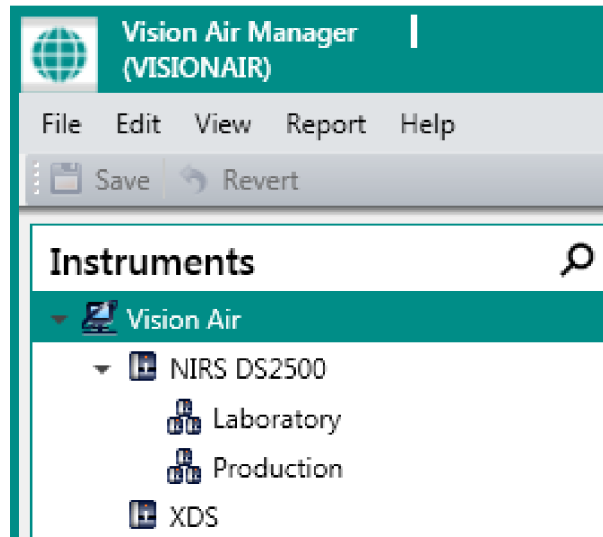 Vision Air Manager
(VISIONAIR)
File Edit View Report Help
Save Revert
Instruments
Vision Air
NIRS DS2500
Laboratory
Production
XDS